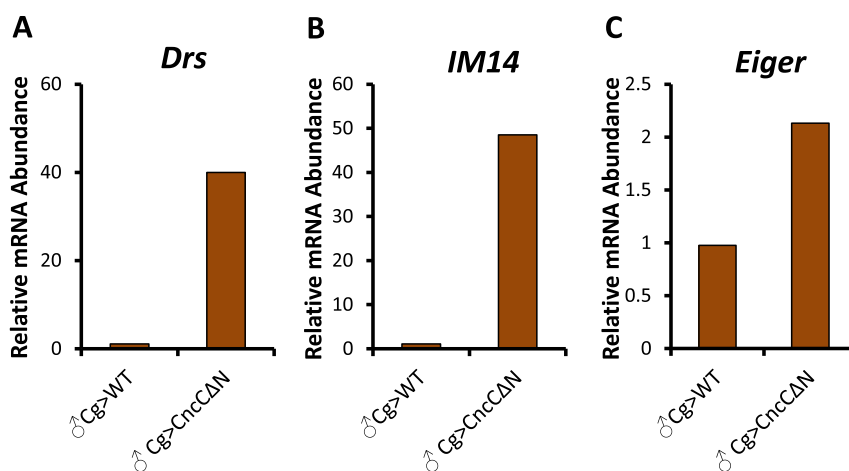 A
Drs
Relative mRNA Abundance
60
40
20
0
♂Cg>WT
♂ Cg>CncCΔN
B
IM14
Relative mRNA Abundance
60
50
40
30
20
10
0
♂Cg>WT
♂ Cg>CncCΔN
C
Eiger
Relative mRNA Abundance
2.5
2
1.5
1
0.5
0
♂Cg>WT
♂ Cg>CncCΔN